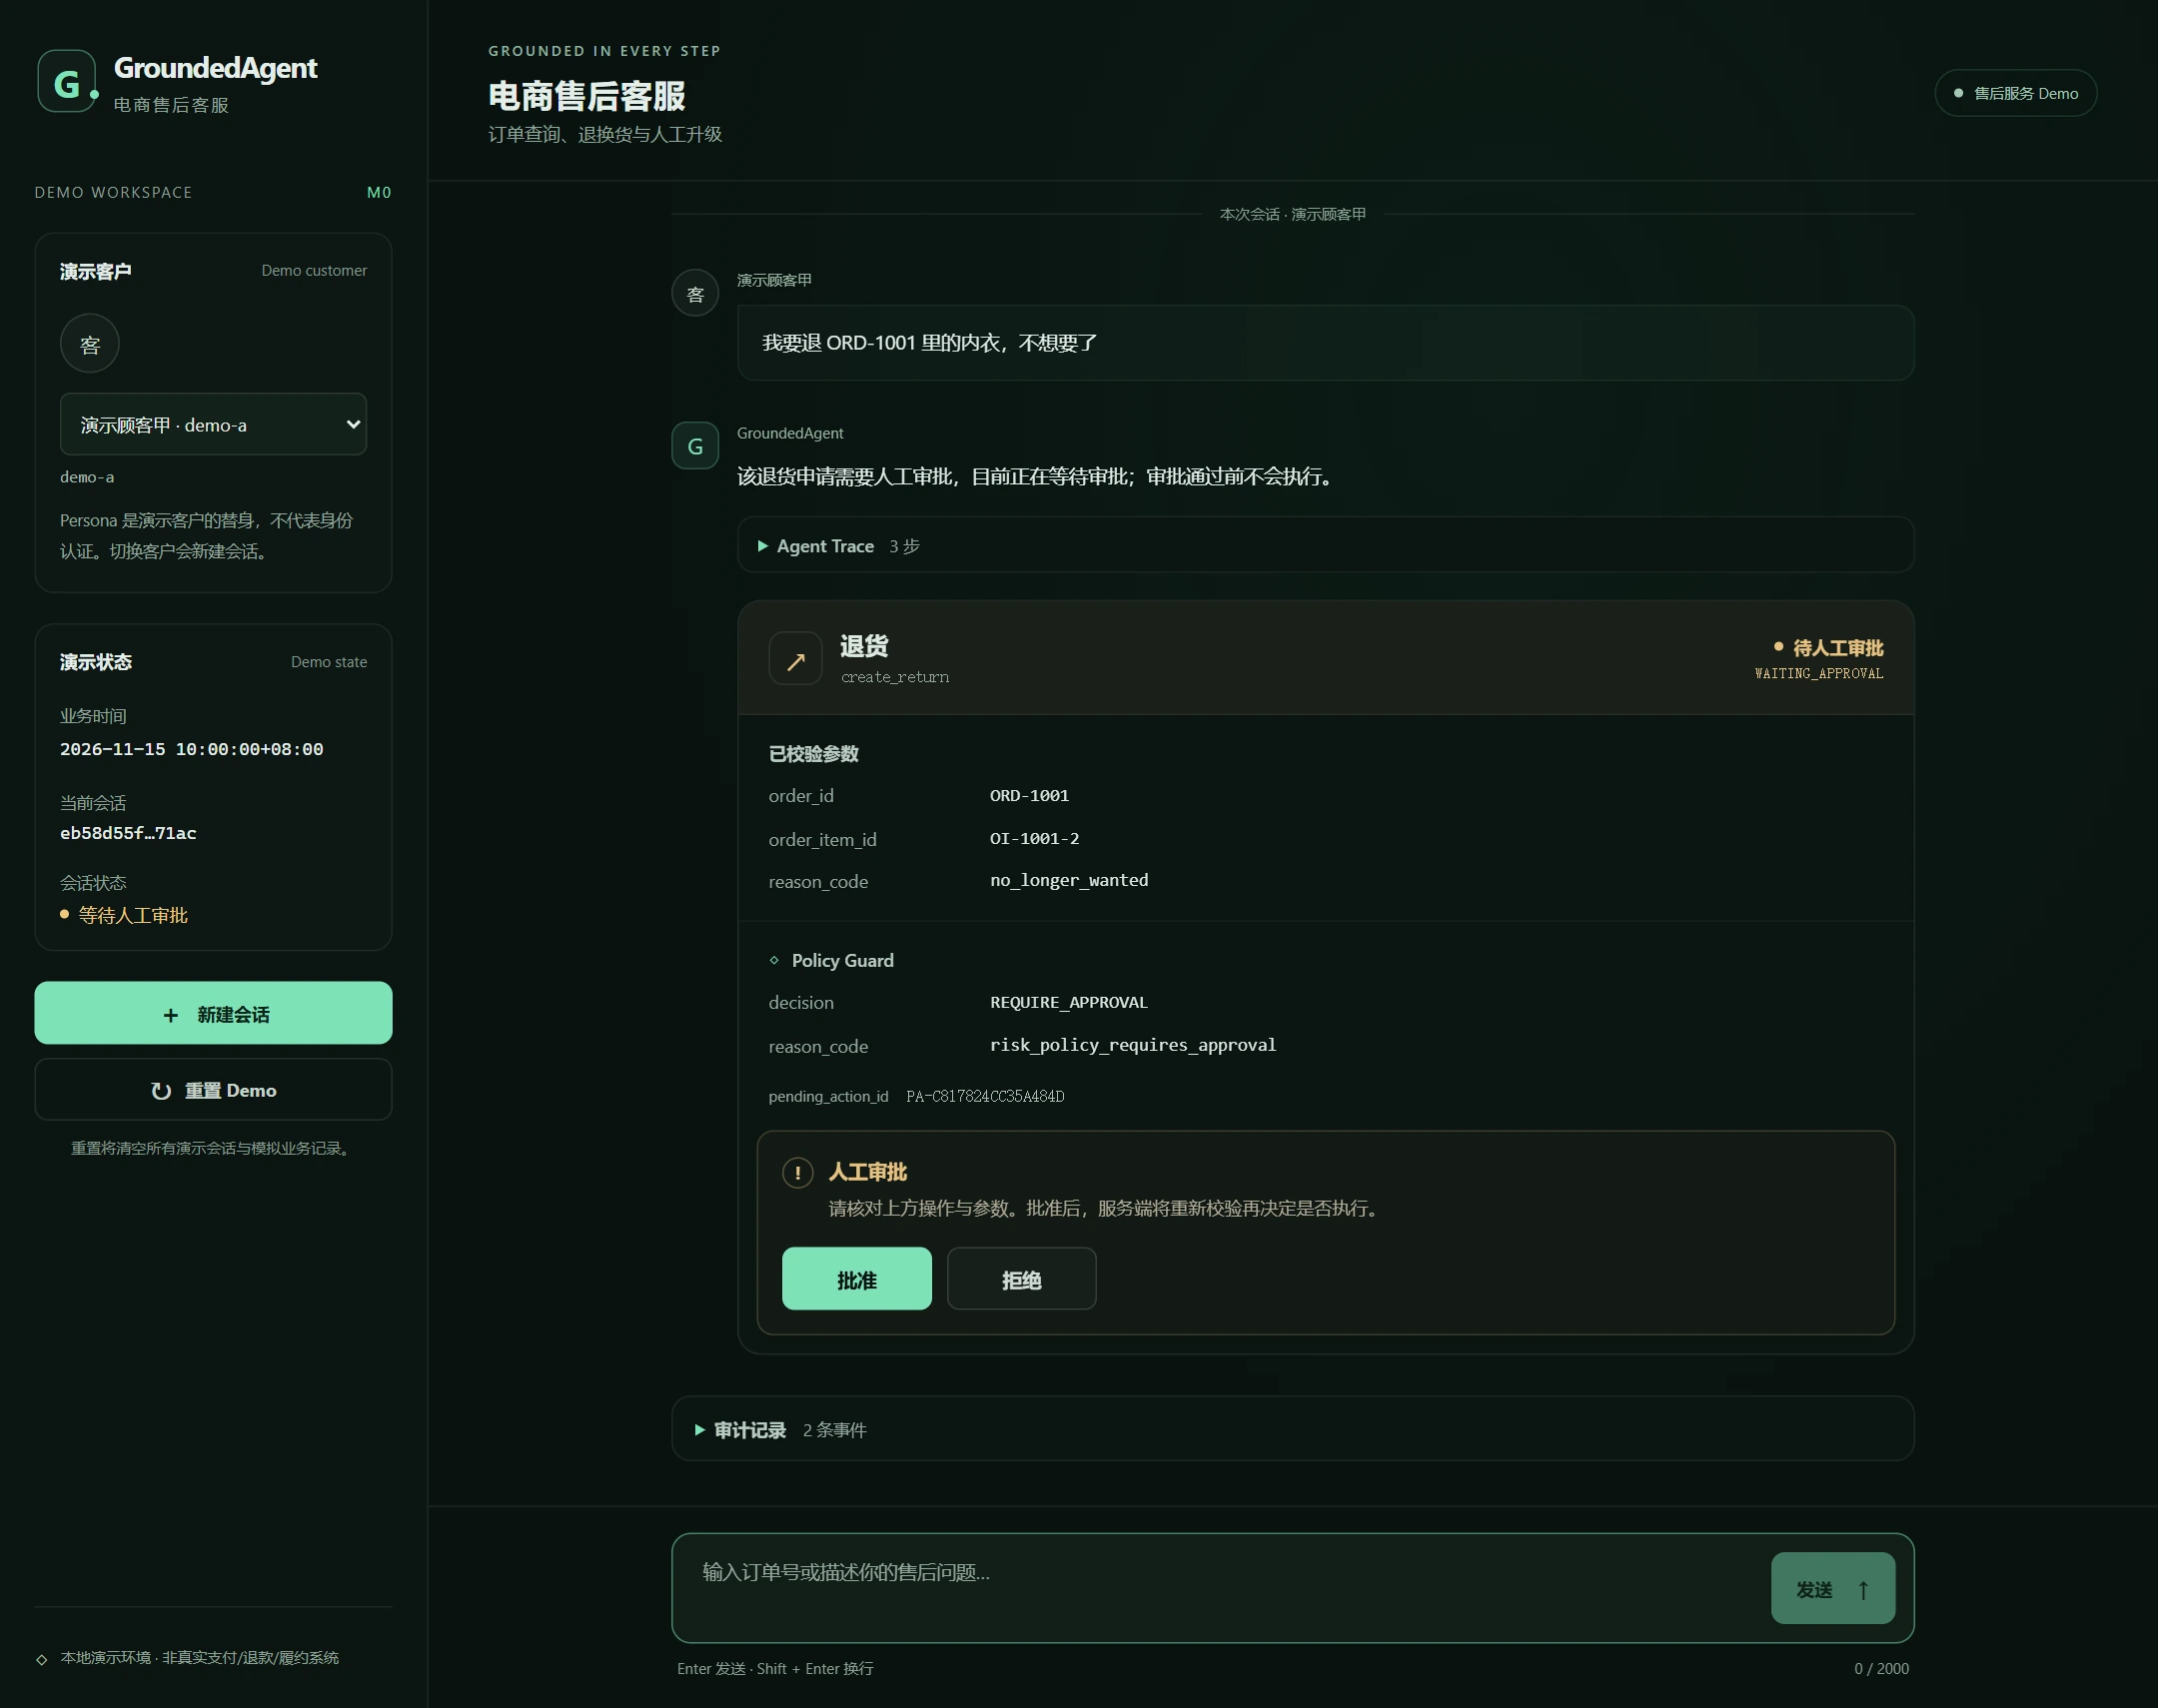 G
GroundedAgent
电商售后客服
DEMO WORKSPACE M0
演示客户 Demo customer
客
演示顾客甲 · demo-a
demo-a
Persona 是演示客户的替身，不代表身份
认证。切换客户会新建会话。
演示状态 Demo state
业务时间
2026-11-15 10:00:00+08:00
当前会话
eb58d55f…71ac
会话状态
等待人工审批
+ 新建会话
↻ 重置 Demo
重置将清空所有演示会话与模拟业务记录。
◇ 本地演示环境 · 非真实支付/退款/履约系统
GROUNDED IN EVERY STEP
电商售后客服
订单查询、退换货与人工升级
售后服务 Demo
本次会话 · 演示顾客甲
客
演示顾客甲
我要退 ORD-1001 里的内衣，不想要了
G
GroundedAgent
该退货申请需要人工审批，目前正在等待审批；审批通过前不会执行。
Agent Trace 3 步
↗
退货
create_return
待人工审批
WAITING_APPROVAL
已校验参数
order_id ORD-1001
order_item_id OI-1001-2
reason_code no_longer_wanted
◇ Policy Guard
decision REQUIRE_APPROVAL
reason_code risk_policy_requires_approval
pending_action_id PA-C817824CC35A484D
! 人工审批
请核对上方操作与参数。批准后，服务端将重新校验再决定是否执行。
批准 拒绝
审计记录 2 条事件
输入订单号或描述你的售后问题...
发送 ↑
Enter 发送 · Shift + Enter 换行 0 / 2000